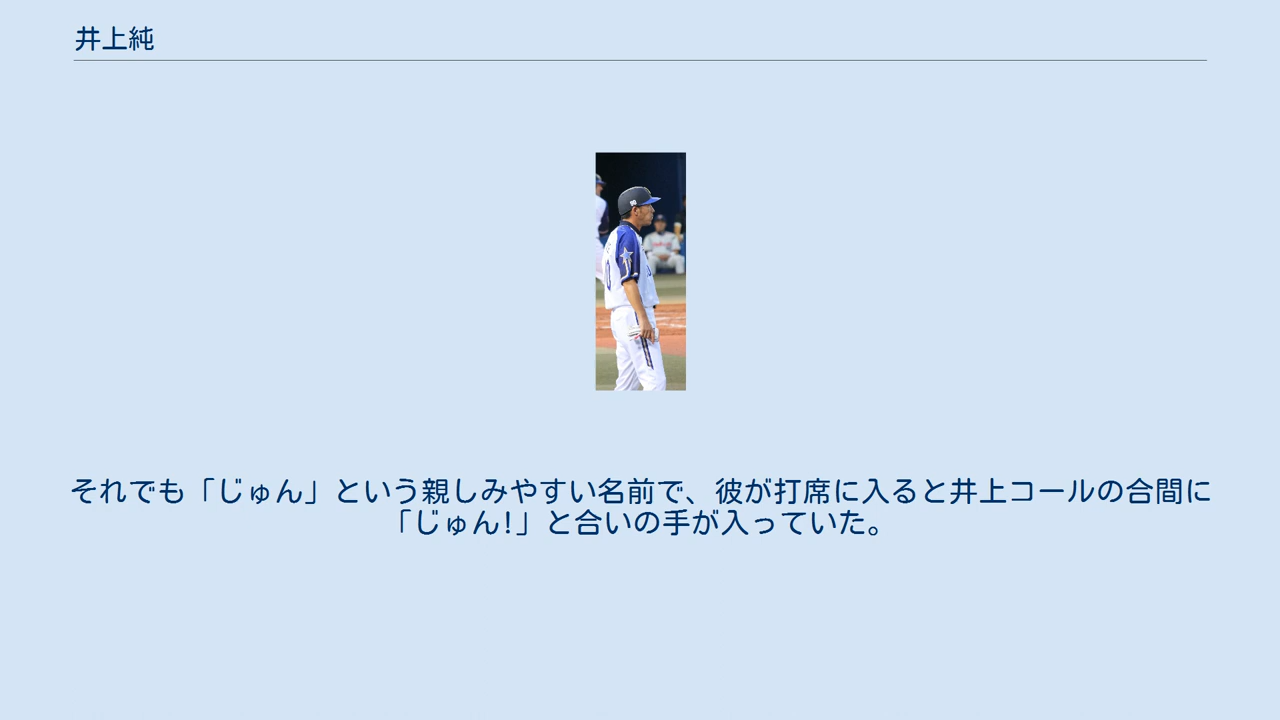 井上純
それでも「じゅん」という親しみやすい名前で、彼が打席に入ると井上コールの合間に
「じゅん!」と合いの手が入っていた。